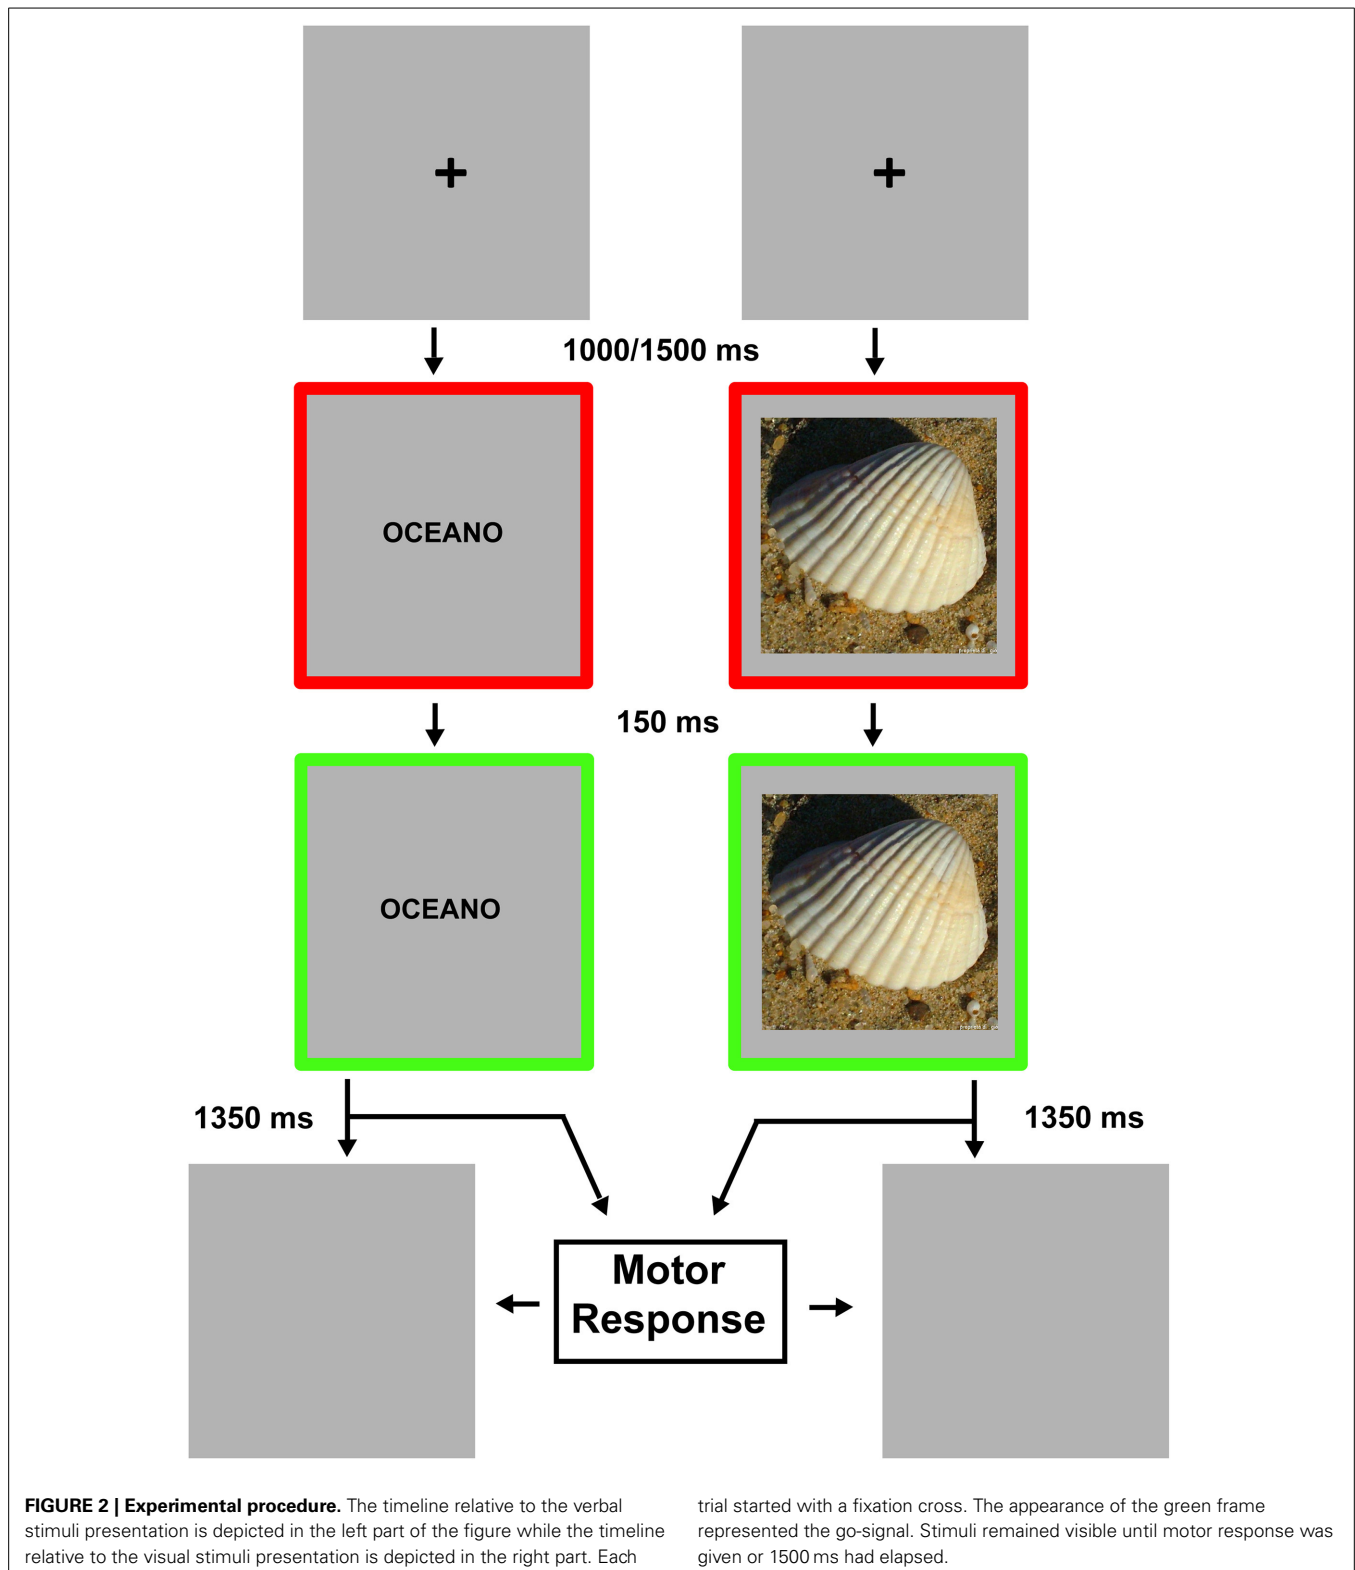 1000/1500 ms
OCEANO
150 ms
OCEANO
1350 ms
1350 ms
Motor
Response
FIGURE 2 | Experimental procedure. The timeline relative to the verbal
stimuli presentation is depicted in the left part of the figure while the timeline
relative to the visual stimuli presentation is depicted in the right part. Each
trial started with a fixation cross. The appearance of the green frame
represented the go-signal. Stimuli remained visible until motor response was
given or 1500 ms had elapsed.